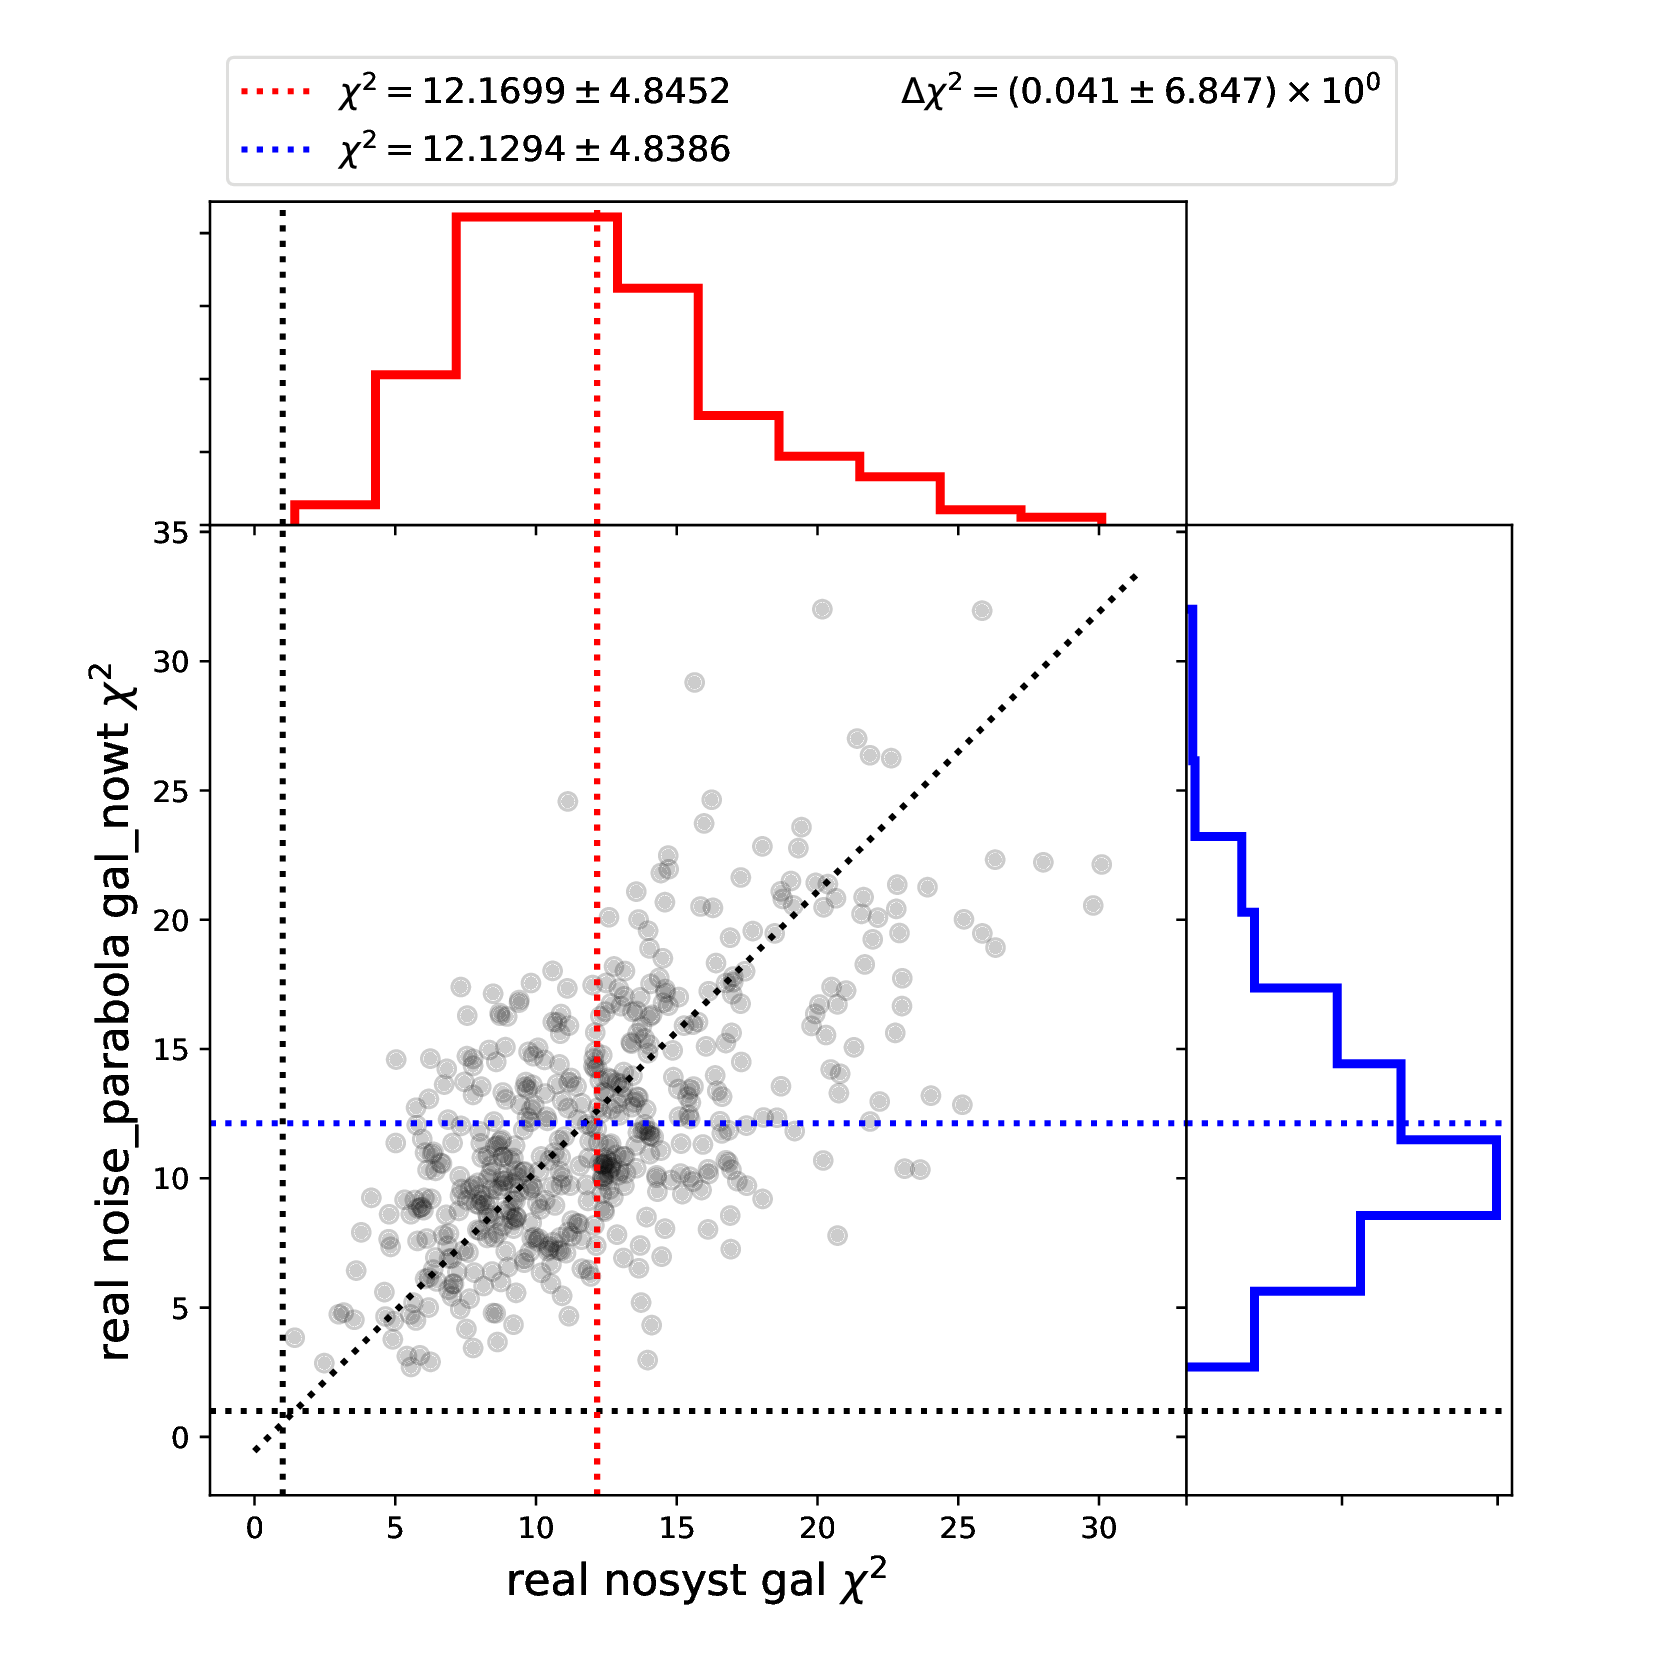 χ² = 12.1699 ± 4.8452
Δχ² = (0.041 ± 6.847) × 10⁰
χ² = 12.1294 ± 4.8386
35
30
25
20
15
10
5
0
real noise_parabola gal_nowt χ²
0 5 10 15 20 25 30
real nosyst gal χ²